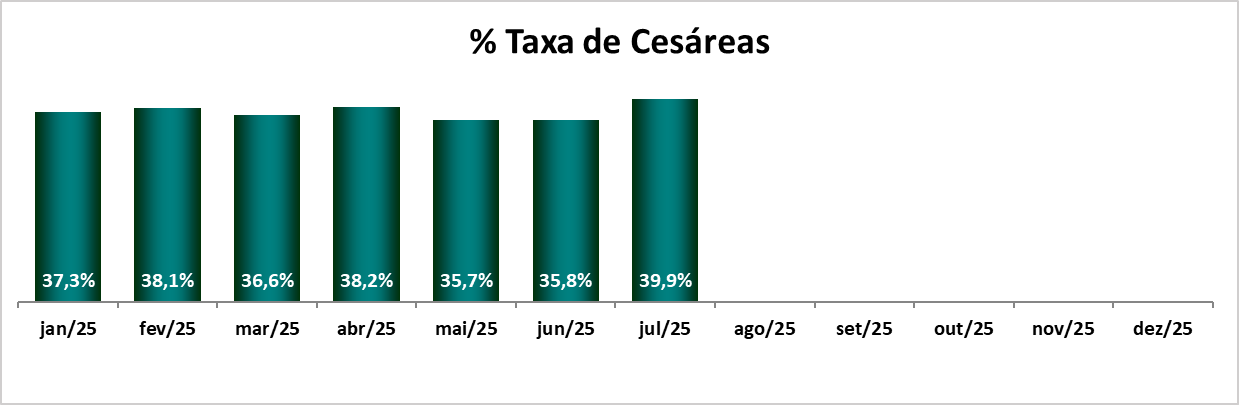 % Taxa de Cesáreas
37,3% 38,1% 36,6% 38,2% 35,7% 35,8% 39,9%
jan/25 fev/25 mar/25 abr/25 mai/25 jun/25 jul/25 ago/25 set/25 out/25 nov/25 dez/25